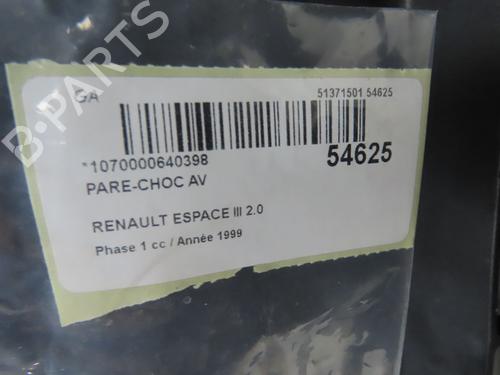 GA
51371501 54625
*1070000640398
54625
PARE-CHOC AV
RENAULT ESPACE III 2.0
Phase 1 cc / Année 1999
B-PARTS